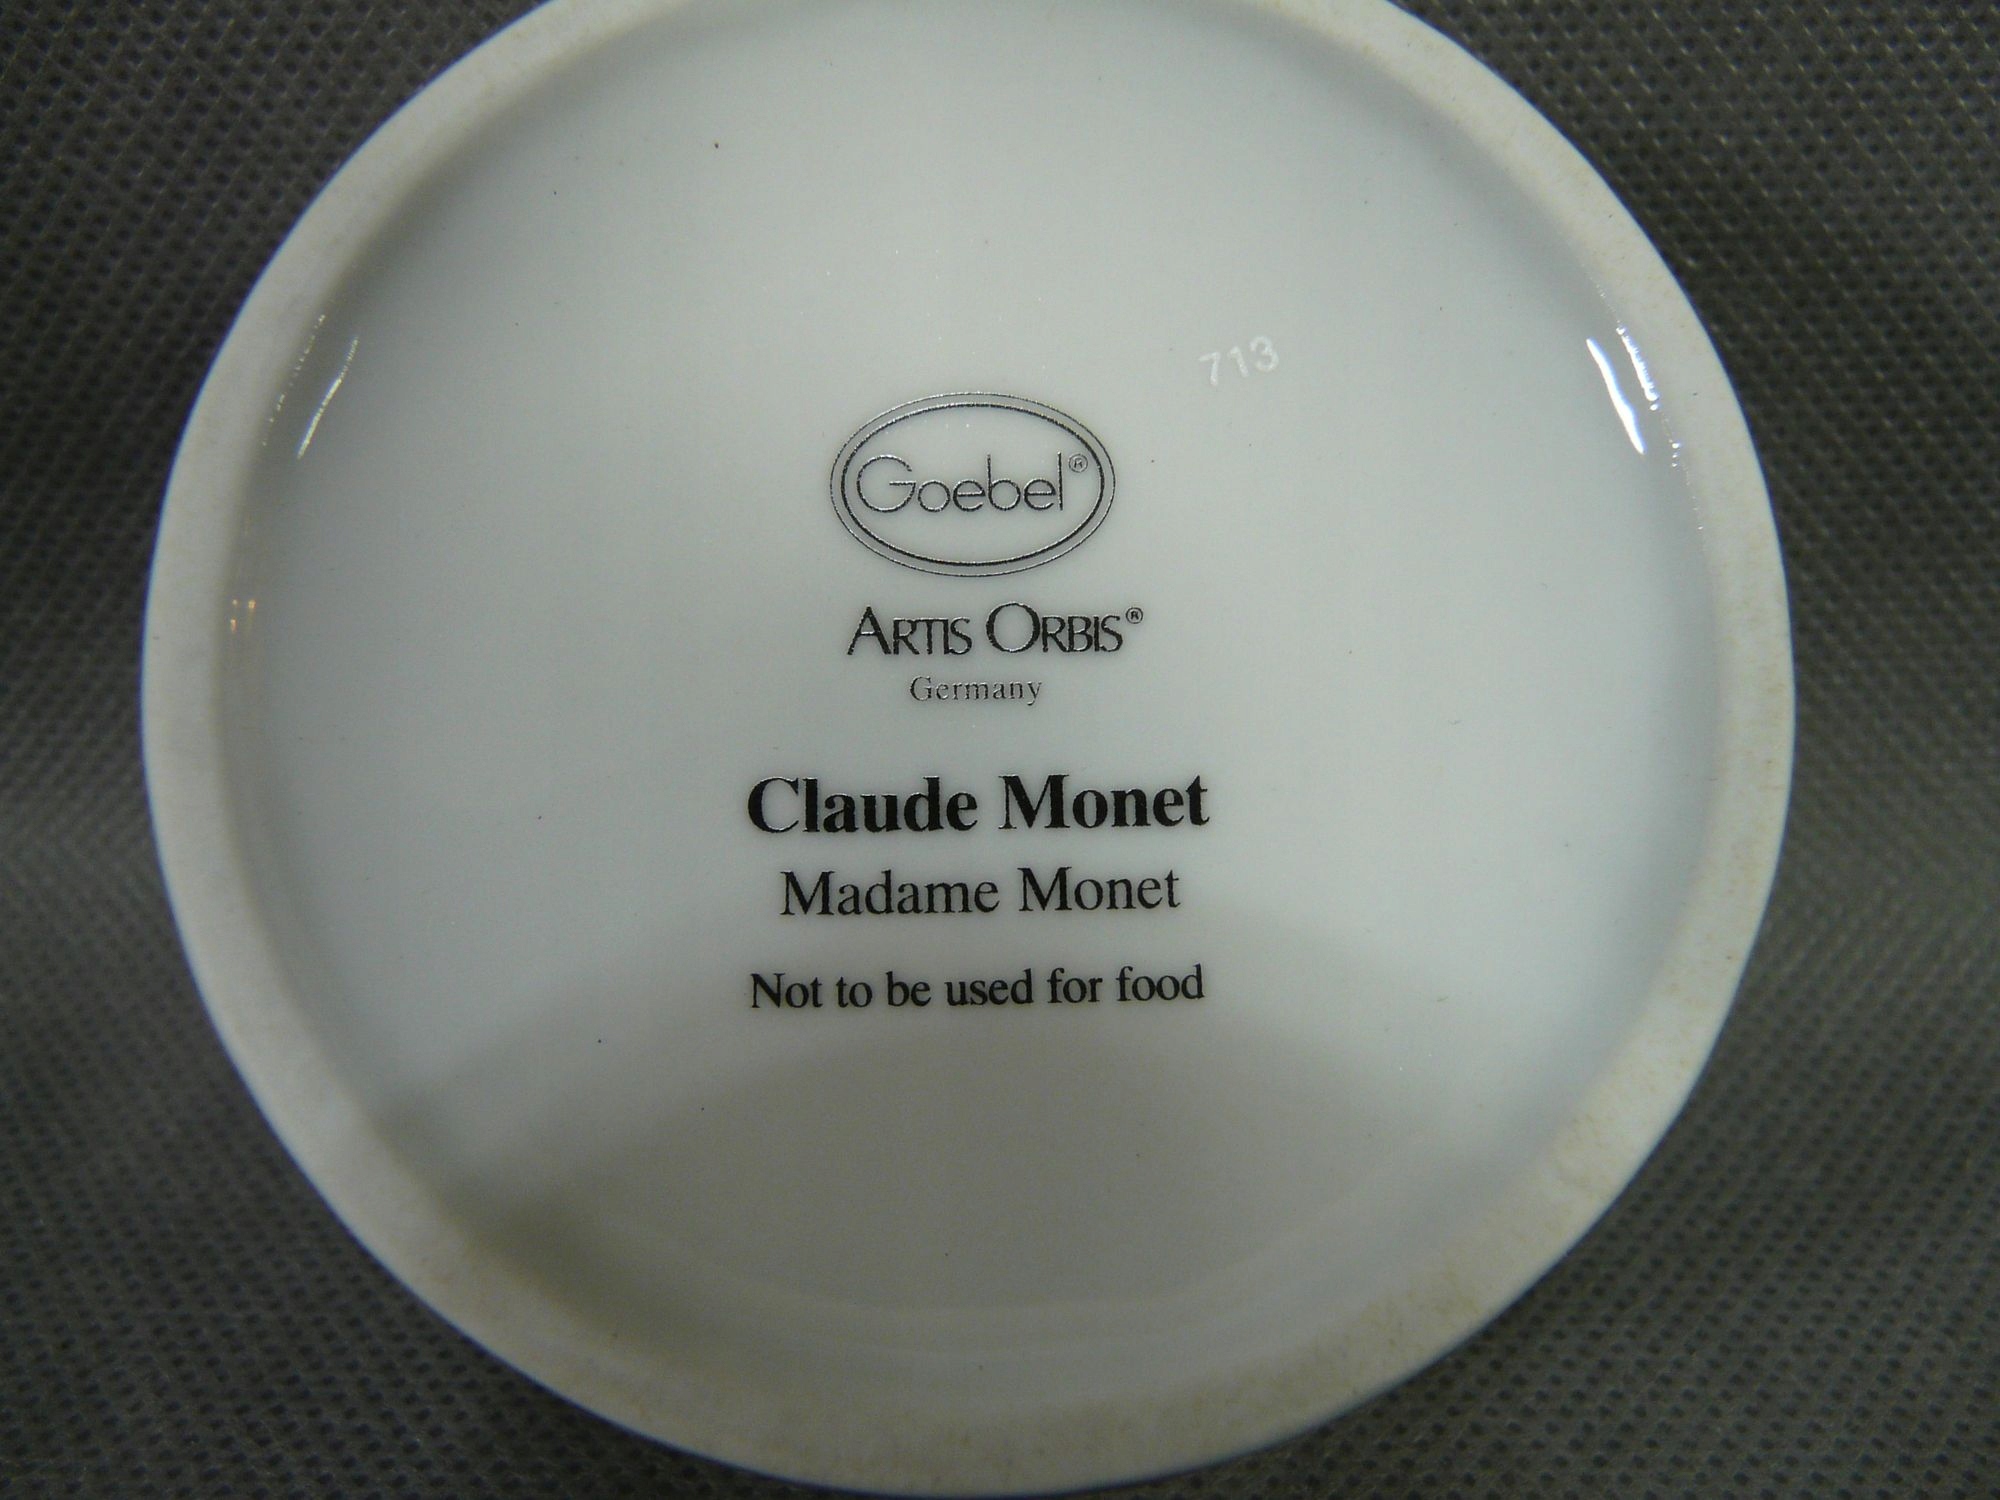 713
Goebel®
ARTIS ORBIS®
Germany
Claude Monet
Madame Monet
Not to be used for food